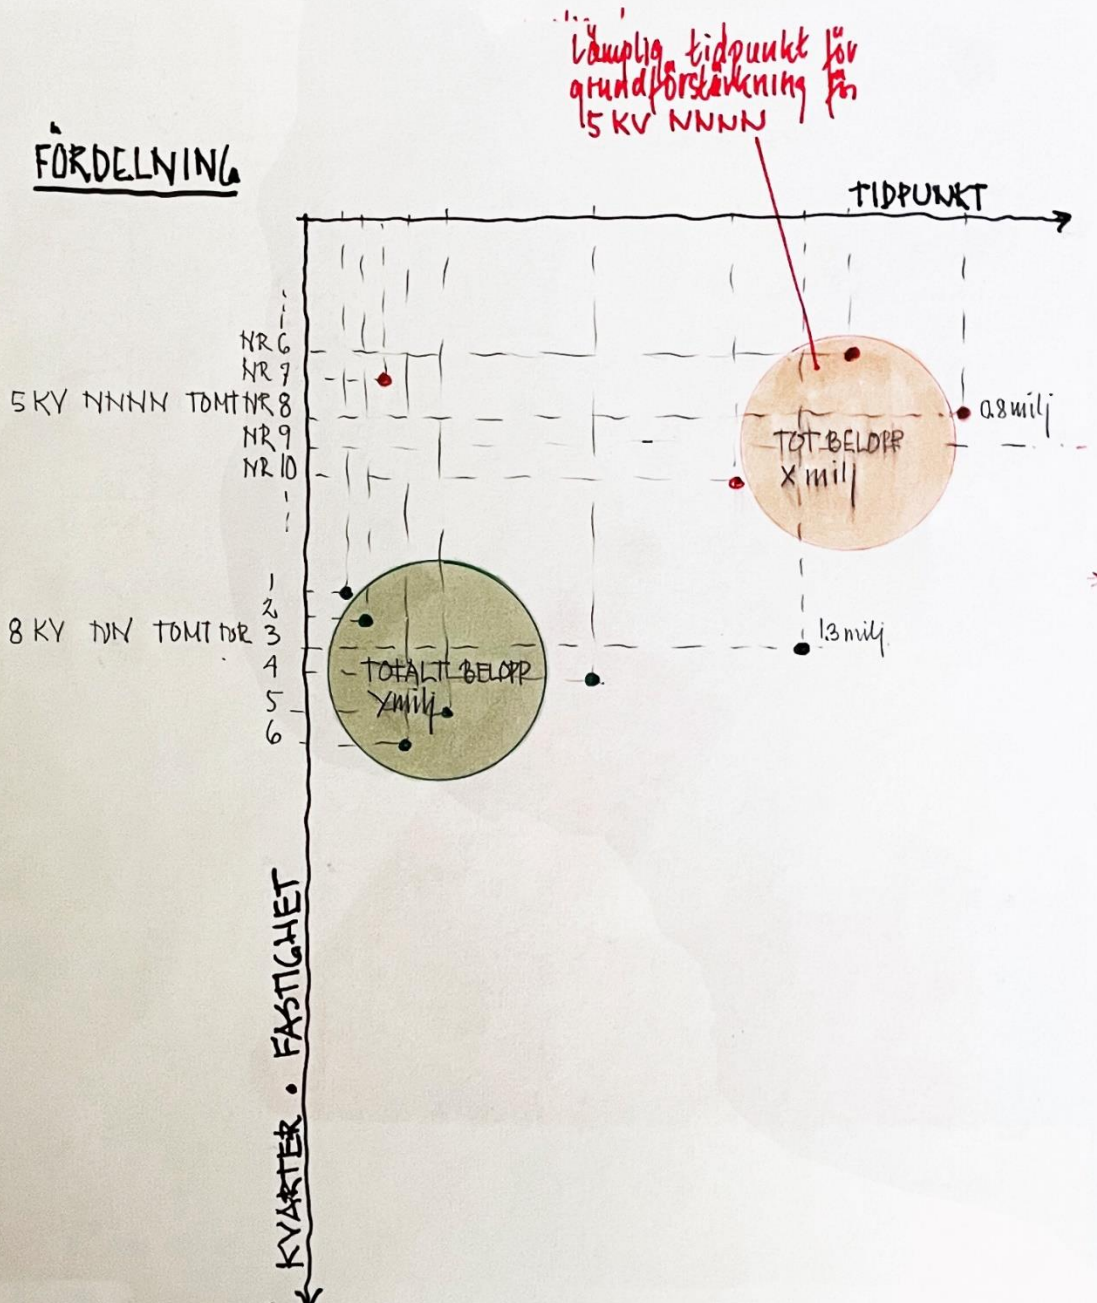 Lämplig tidpunkt för
grundförstärkning för
5 KV NNNN
FÖRDELNING
TIDPUNKT
NR 6
NR 7
5 KV NNNN TOMT NR 8
0.8 milj
NR 9
TOT BELOPP
NR 10
X milj
1
2
8 KV NN TOMT NR 3
1.3 milj
4
TOTALT BELOPP
5
Y milj
6
KVARTER • FASTIGHET